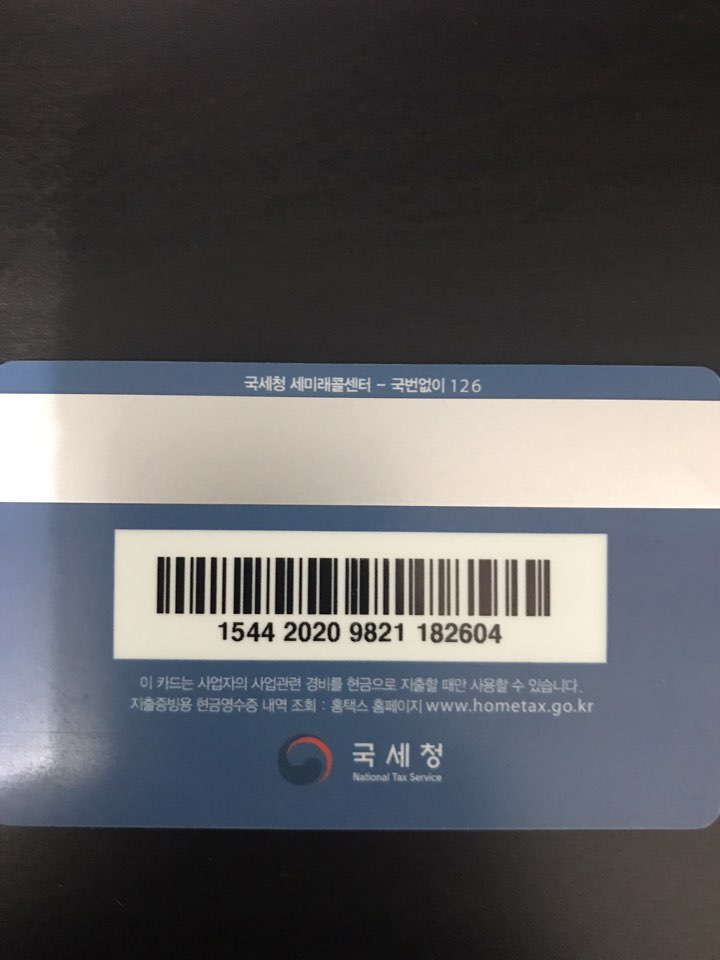 국세청 세미래콜센터 - 국번없이 126
1544 2020 9821 182604
이 카드는 사업자의 사업관련 경비를 현금으로 지출할 때만 사용할 수 있습니다.
지출증빙용 현금영수증 내역 조회 : 홈택스 홈페이지 www.hometax.go.kr
국세청
National Tax Service